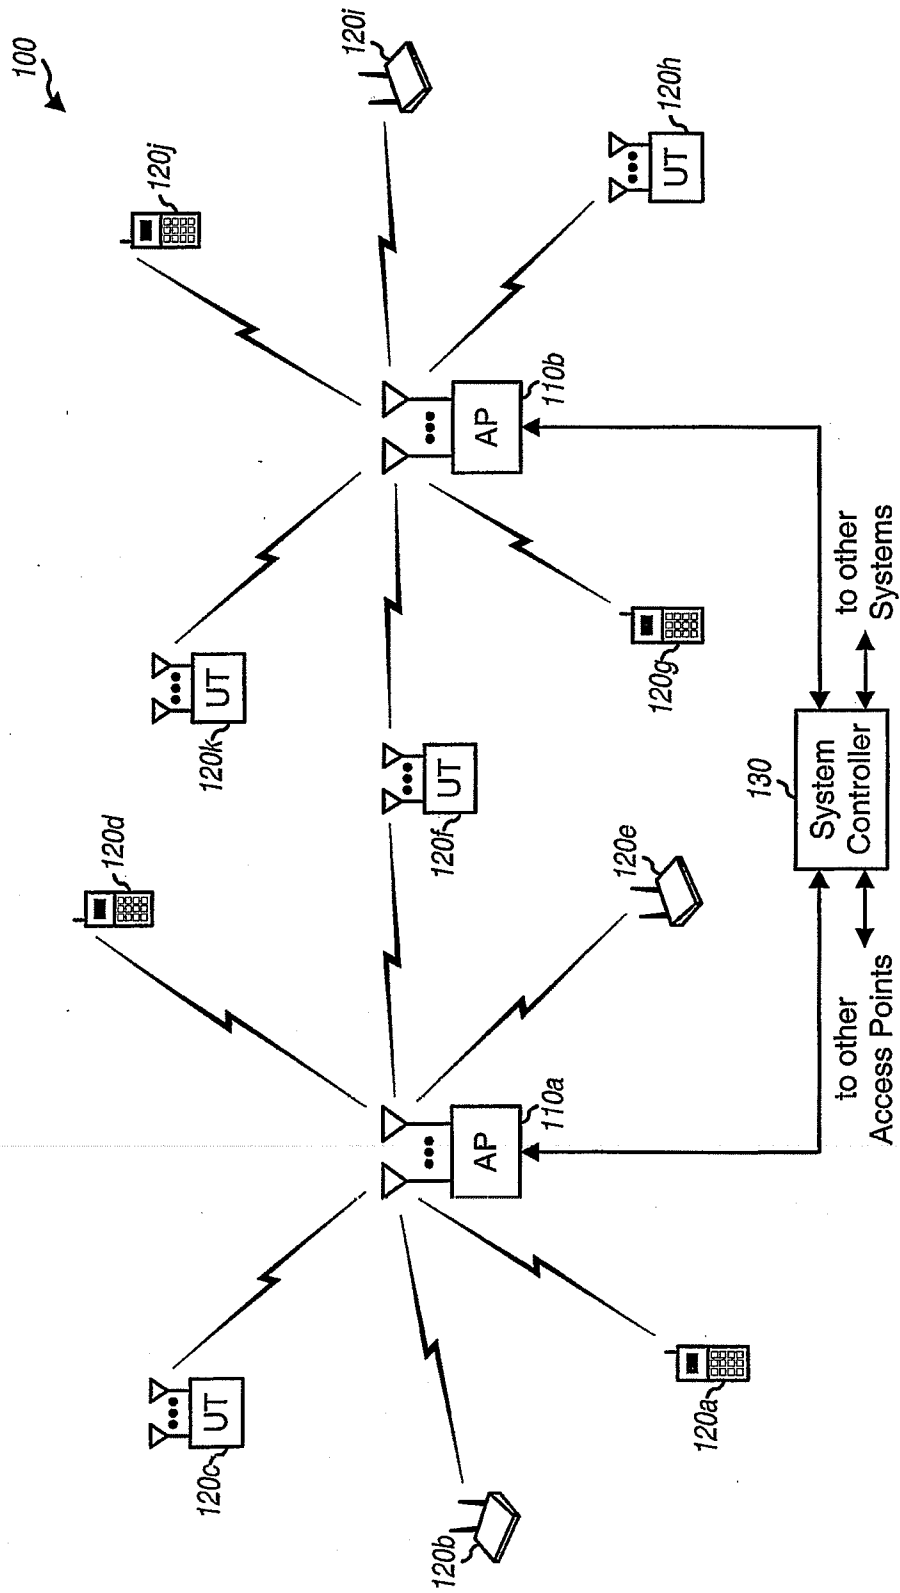 100
120j
120i
120d
UT
120k
UT
120c
120b
AP
110b
UT
120h
UT
120f
AP
110a
120g
120e
120a
130
System
Controller
to other
Systems
to other
Access Points